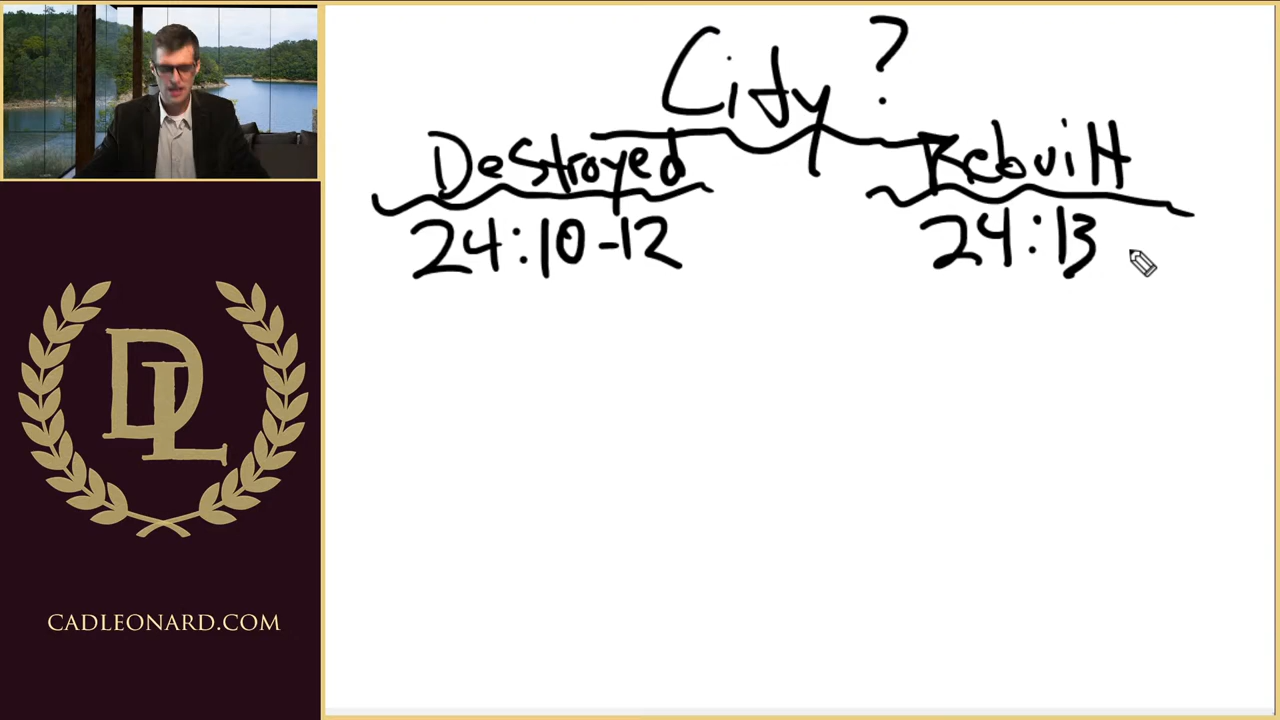 City?
Destroyed
Rebuilt
24:10-12
24:13
DL
CADLEONARD.COM